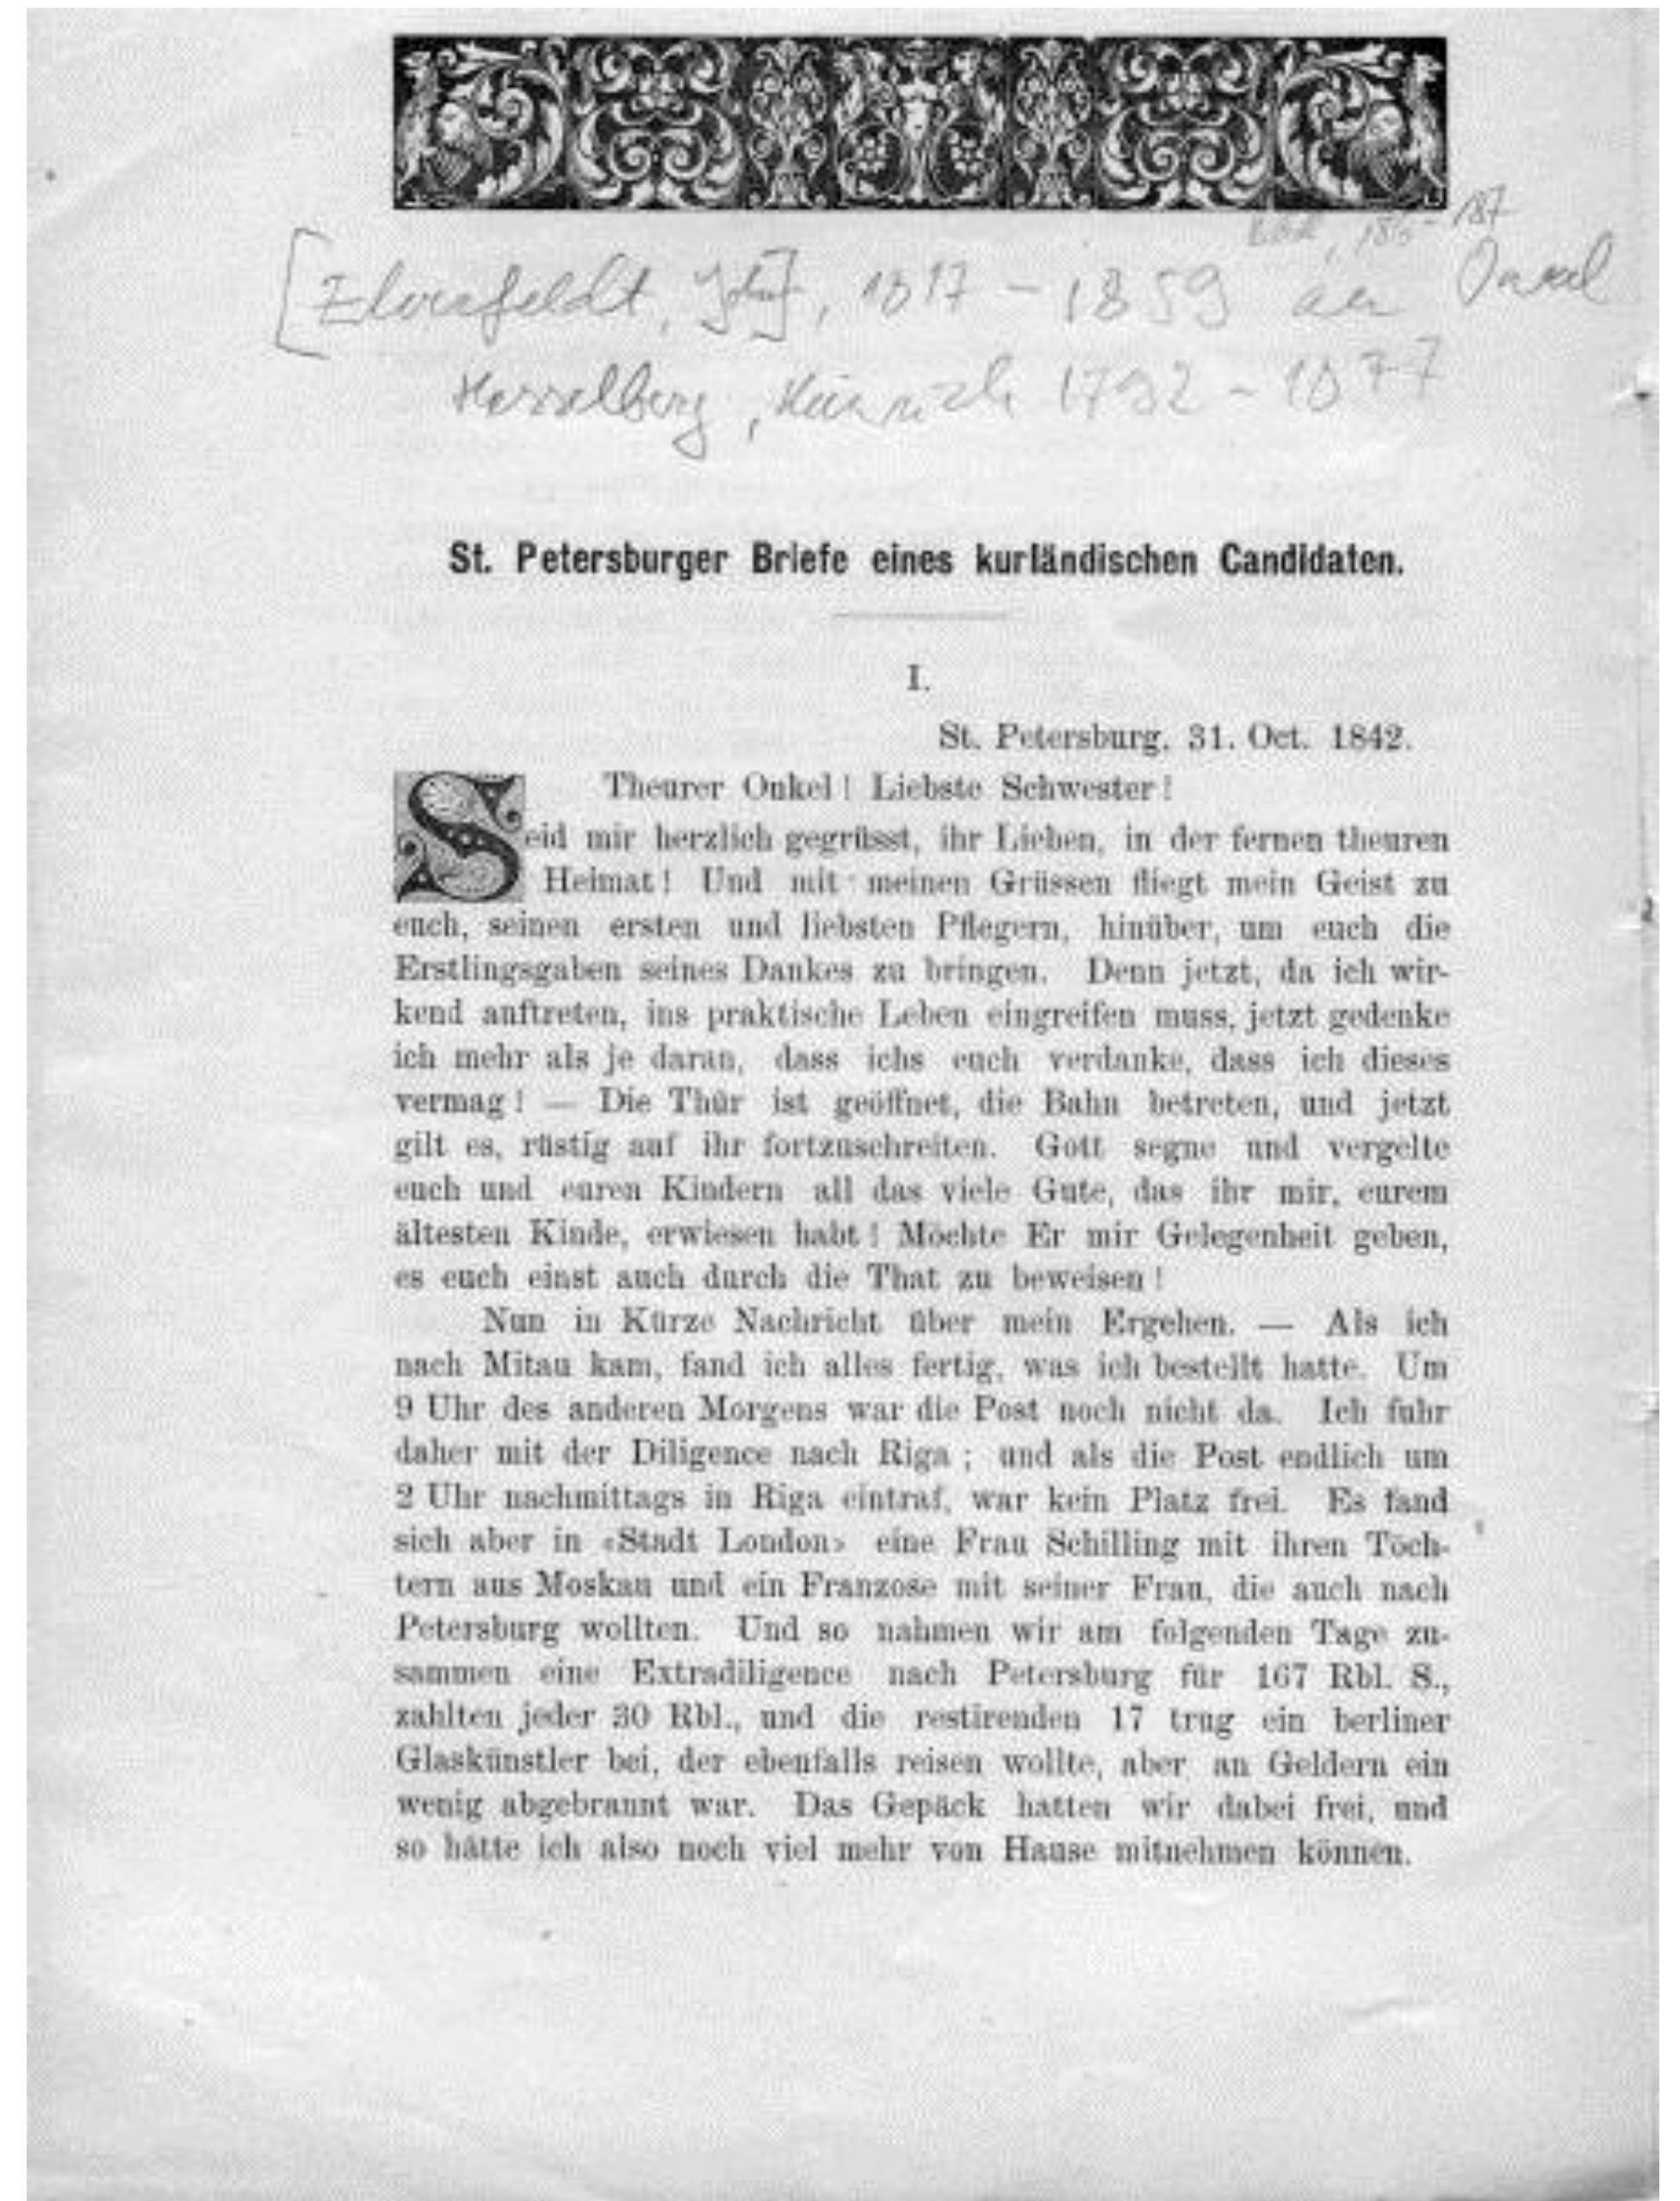 187
[Elverfeldt, ], 1817 - 1859 an Onkel
Hesselberg, Heinrich 1792 - 1877
St. Petersburger Briefe eines kurländischen Candidaten.
I.
St. Petersburg, 31. Oct. 1842.
Theurer Onkel! Liebste Schwester!
Seid mir herzlich gegrüsst, ihr Lieben, in der fernen theuren
Heimat! Und mit meinen Grüssen fliegt mein Geist zu
euch, seinen ersten und liebsten Pflegern, hinüber, um euch die
Erstlingsgaben seines Dankes zu bringen. Denn jetzt, da ich wir-
kend auftreten, ins praktische Leben eingreifen muss, jetzt gedenke
ich mehr als je daran, dass ichs euch verdanke, dass ich dieses
vermag! — Die Thür ist geöffnet, die Bahn betreten, und jetzt
gilt es, rüstig auf ihr fortzuschreiten. Gott segne und vergelte
euch und euren Kindern all das viele Gute, das ihr mir, eurem
ältesten Kinde, erwiesen habt! Möchte Er mir Gelegenheit geben,
es euch einst auch durch die That zu beweisen!
Nun in Kürze Nachricht über mein Ergehen. — Als ich
nach Mitau kam, fand ich alles fertig, was ich bestellt hatte. Um
9 Uhr des anderen Morgens war die Post noch nicht da. Ich fuhr
daher mit der Diligence nach Riga; und als die Post endlich um
2 Uhr nachmittags in Riga eintraf, war kein Platz frei. Es fand
sich aber in «Stadt London» eine Frau Schilling mit ihren Töch-
tern aus Moskau und ein Franzose mit seiner Frau, die auch nach
Petersburg wollten. Und so nahmen wir am folgenden Tage zu-
sammen eine Extradiligence nach Petersburg für 167 Rbl. S.,
zahlten jeder 30 Rbl., und die restirenden 17 trug ein berliner
Glaskünstler bei, der ebenfalls reisen wollte, aber an Geldern ein
wenig abgebrannt war. Das Gepäck hatten wir dabei frei, und
so hätte ich also noch viel mehr von Hause mitnehmen können.